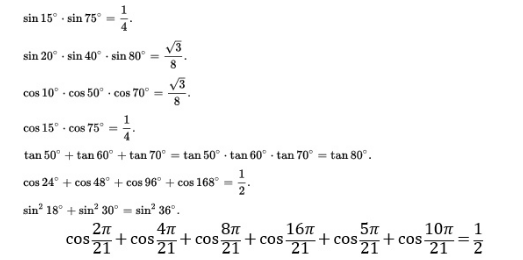 sin 15° · sin 75° = 1/4.
sin 20° · sin 40° · sin 80° = √3/8.
cos 10° · cos 50° · cos 70° = √3/8.
cos 15° · cos 75° = 1/4.
tan 50° + tan 60° + tan 70° = tan 50° · tan 60° · tan 70° = tan 80°.
cos 24° + cos 48° + cos 96° + cos 168° = 1/2.
sin² 18° + sin² 30° = sin² 36°.
cos 2π/21 + cos 4π/21 + cos 8π/21 + cos 16π/21 + cos 5π/21 + cos 10π/21 = 1/2